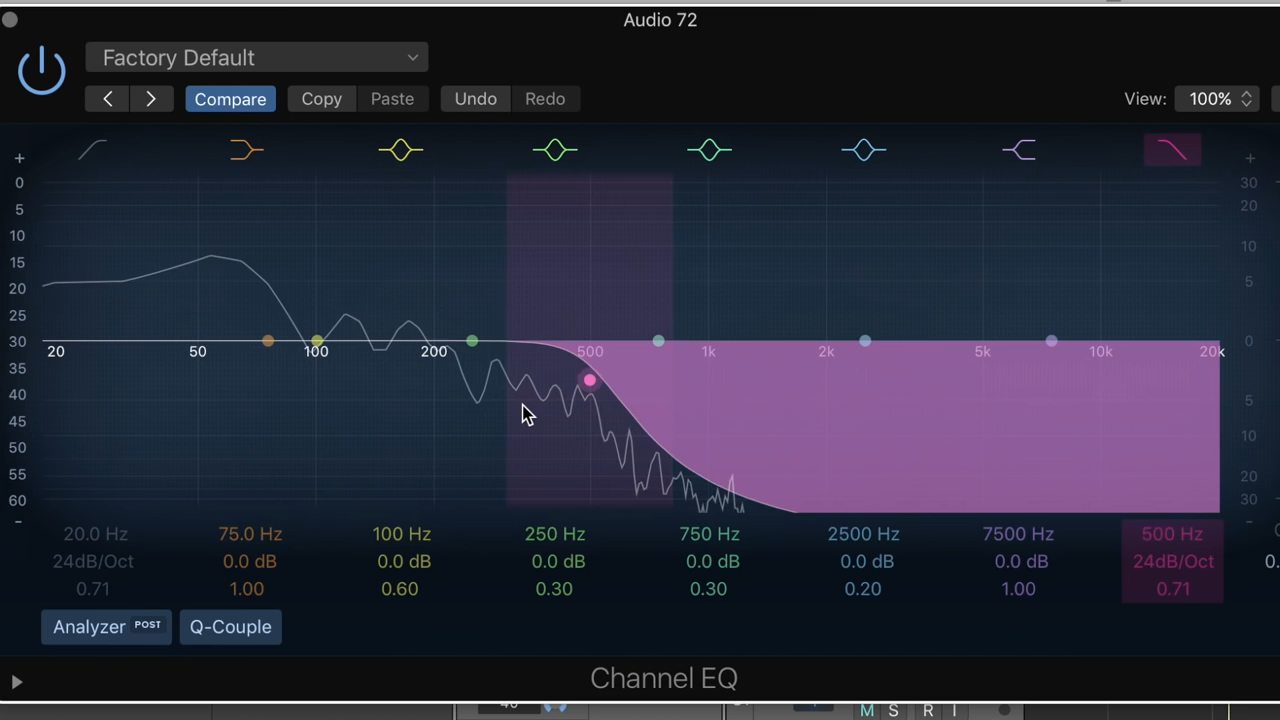 Audio 72
Factory Default
Compare Copy Paste Undo Redo View: 100%
+ +
0 30
5 20
10 10
15
20 5
25
30 0
20 50 100 200 500 1k 2k 5k 10k 20k
35
40 5
45
50 10
55 20
60 30
- -
20.0 Hz 75.0 Hz 100 Hz 250 Hz 750 Hz 2500 Hz 7500 Hz 500 Hz
24dB/Oct 0.0 dB 0.0 dB 0.0 dB 0.0 dB 0.0 dB 0.0 dB 24dB/Oct 0.
0.71 1.00 0.60 0.30 0.30 0.20 1.00 0.71
Analyzer POST Q-Couple
Channel EQ
M S R I